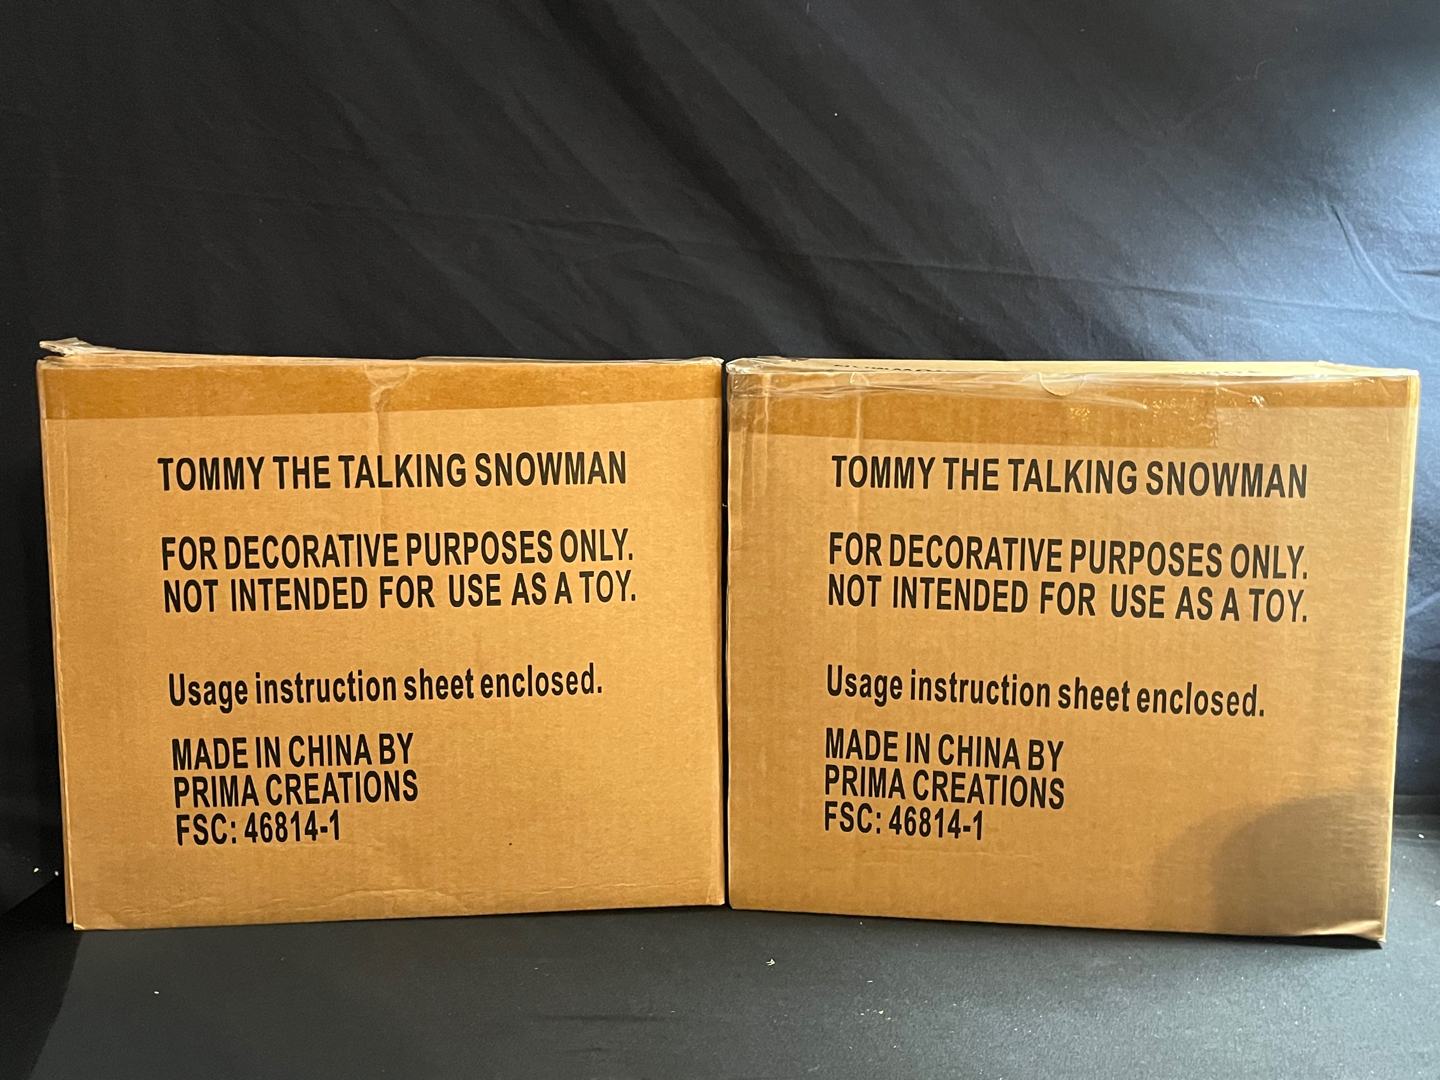 TOMMY THE TALKING SNOWMAN
FOR DECORATIVE PURPOSES ONLY.
NOT INTENDED FOR USE AS A TOY.
Usage instruction sheet enclosed.
MADE IN CHINA BY
PRIMA CREATIONS
FSC: 46814-1
TOMMY THE TALKING SNOWMAN
FOR DECORATIVE PURPOSES ONLY.
NOT INTENDED FOR USE AS A TOY.
Usage instruction sheet enclosed.
MADE IN CHINA BY
PRIMA CREATIONS
FSC: 46814-1